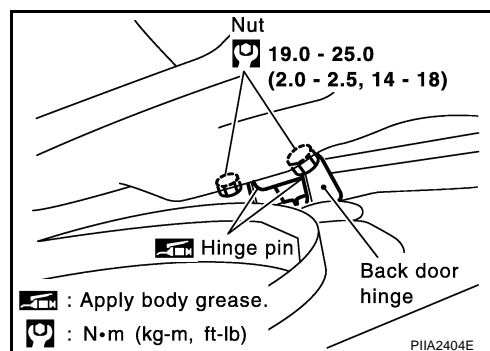 Nut
19.0 - 25.0
(2.0 - 2.5, 14 - 18)
Hinge pin
Back door
hinge
: Apply body grease.
: N•m (kg-m, ft-lb)
PIIA2404E